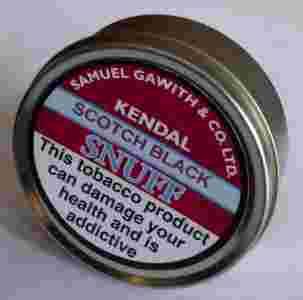 SAMUEL GAWITH & CO.LTD.
KENDAL
SCOTCH BLACK
SNUFF
This tobacco product
can damage your
health and is
addictive